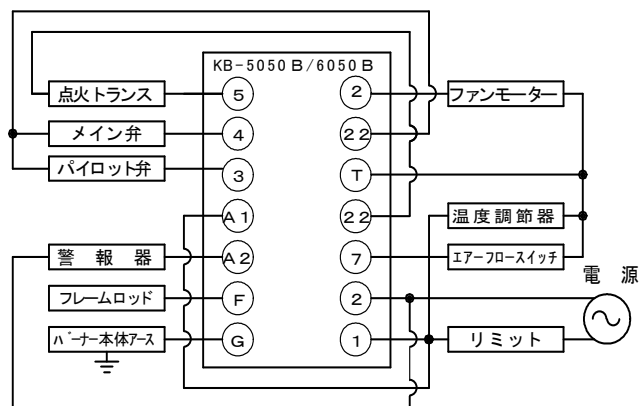 KB-5050B/6050B
点火トランス 5 2 ファンモーター
メイン弁 4 22
パイロット弁 3 T
A1 22 温度調節器
警報器 A2 7 エアーフロースイッチ
電源
フレームロッド F 2
バーナー本体アース G 1 リミット